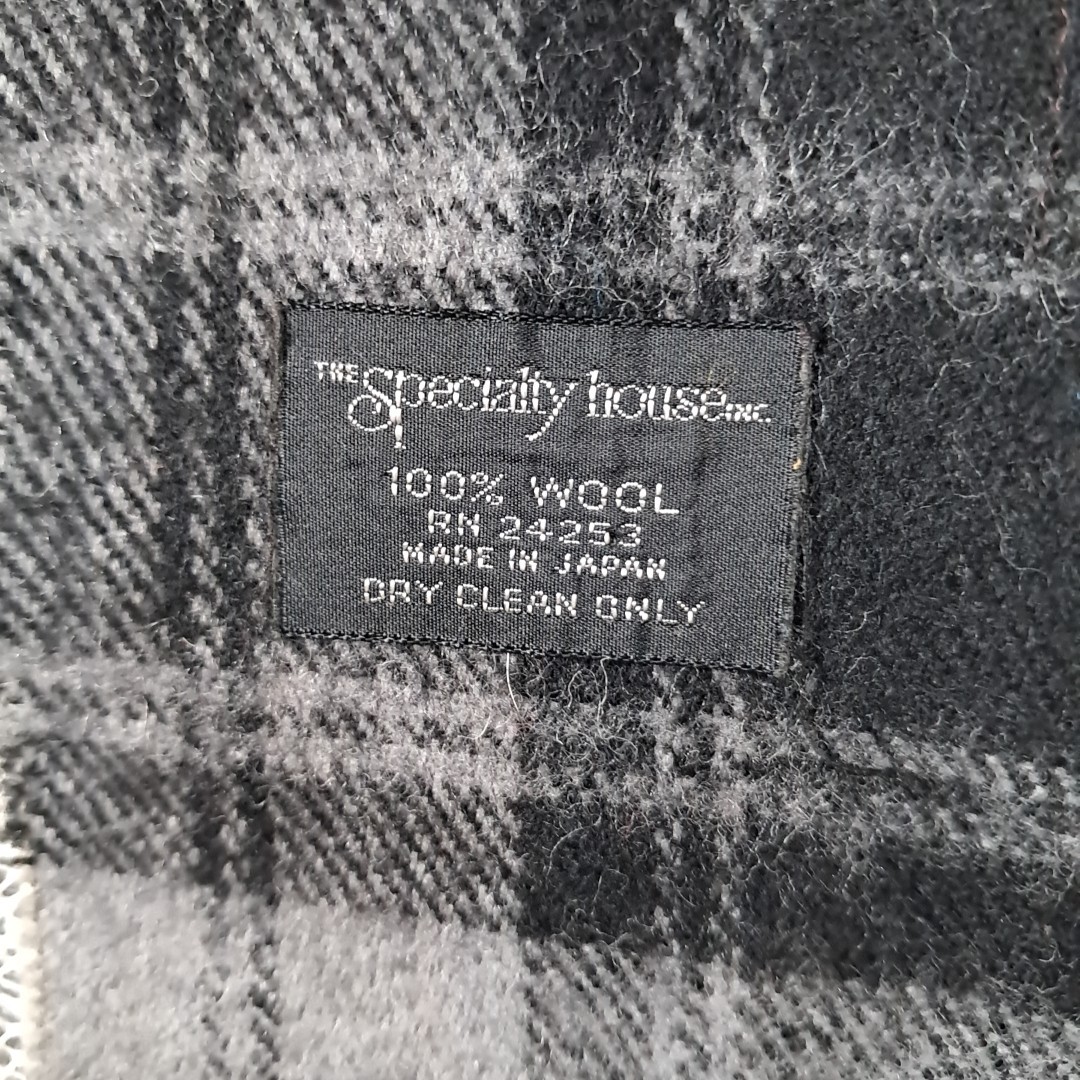 THE Specialty house INC.
100% WOOL
RN 24253
MADE IN JAPAN
DRY CLEAN ONLY